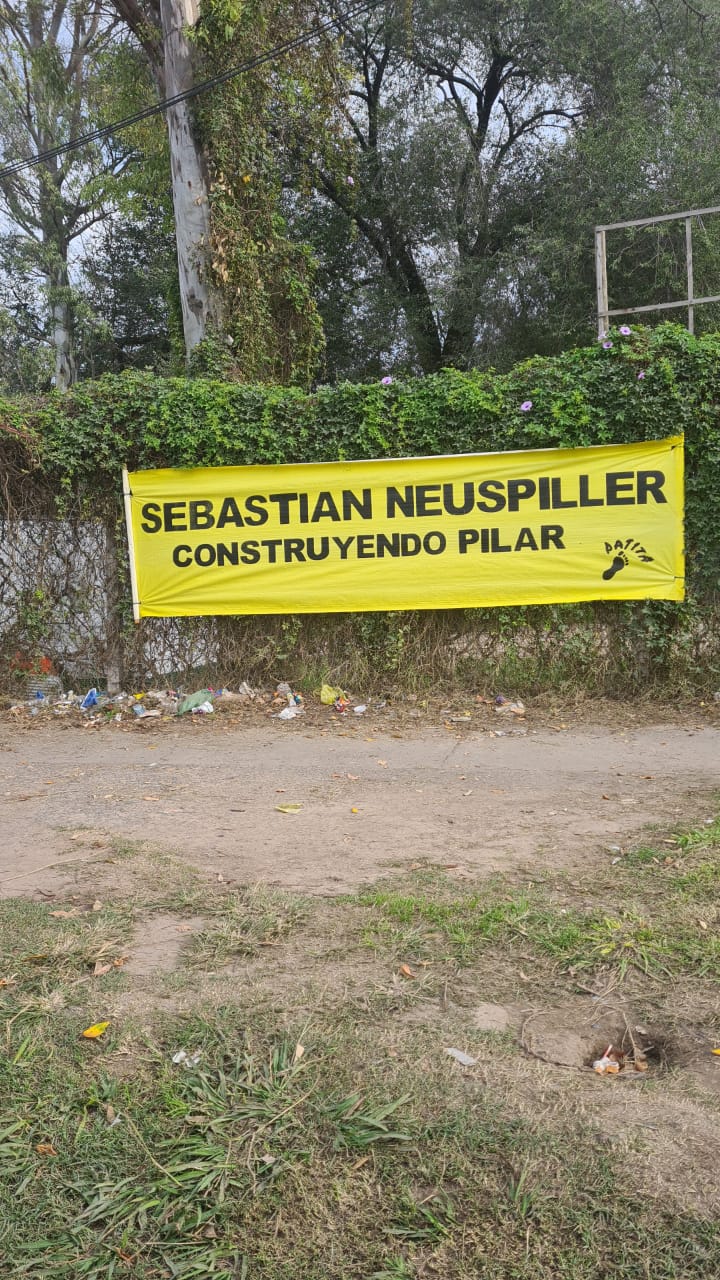 SEBASTIAN NEUSPILLER
CONSTRUYENDO PILAR
PATITA